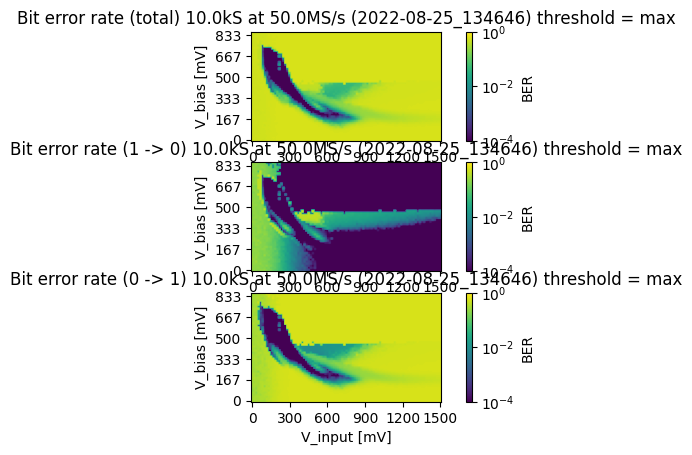 Bit error rate (total) 10.0kS at 50.0MS/s (2022-08-25_134646) threshold = max
833
667
500
333
167
0
V_bias [mV]
10^0
10^-2
10^-4
BER
0 300 600 900 1200 1500
Bit error rate (1 -> 0) 10.0kS at 50.0MS/s (2022-08-25_134646) threshold = max
833
667
500
333
167
0
V_bias [mV]
10^0
10^-2
10^-4
BER
0 300 600 900 1200 1500
Bit error rate (0 -> 1) 10.0kS at 50.0MS/s (2022-08-25_134646) threshold = max
833
667
500
333
167
0
V_bias [mV]
10^0
10^-2
10^-4
BER
0 300 600 900 1200 1500
V_input [mV]